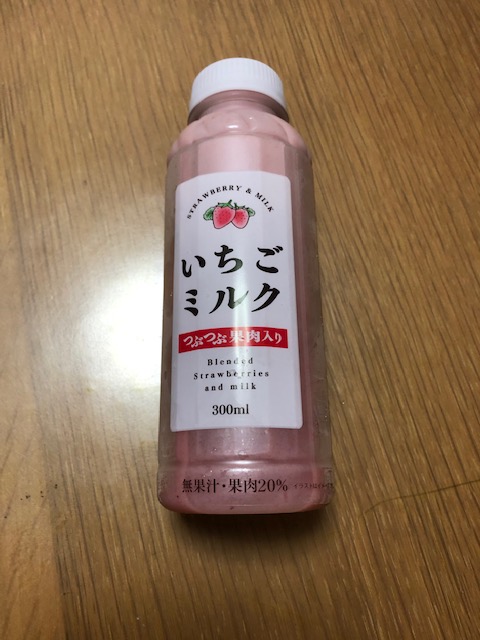 STRAWBERRY & MILK
いちご
ミルク
つぶつぶ果肉入り
Blended
Strawberries
and milk
300ml
無果汁・果肉20%